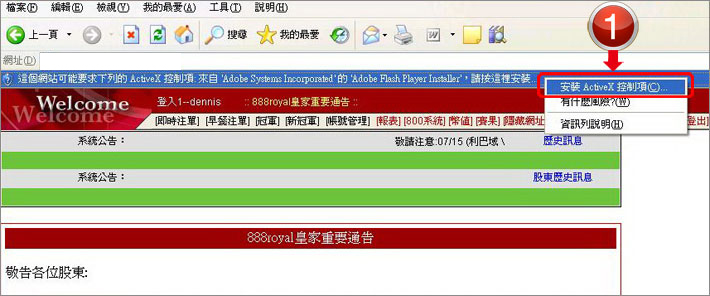 檔案(F) 編輯(E) 檢視(V) 我的最愛(A) 工具(T) 說明(H)
上一頁 搜尋 我的最愛
網址(D)
這個網站可能要求下列的 ActiveX 控制項: 來自 'Adobe Systems Incorporated' 的 'Adobe Flash Player Installer'。請按這裡安裝...
1
安裝 ActiveX 控制項(C)...
有什麼風險?(W)
資訊列說明(H)
Welcome
Welcome
登入1--dennis :: 888royal皇家重要通告 ::
[即時注單] [早餐注單] [冠軍] [新冠軍] [帳號管理] [報表] [800系統] [幣值] [賽果] [隱藏網址 登出]
系統公告： 敬請注意:07/15 (利巴域 \ 歷史訊息
系統公告： 股東歷史訊息
888royal皇家重要通告
敬告各位股東: